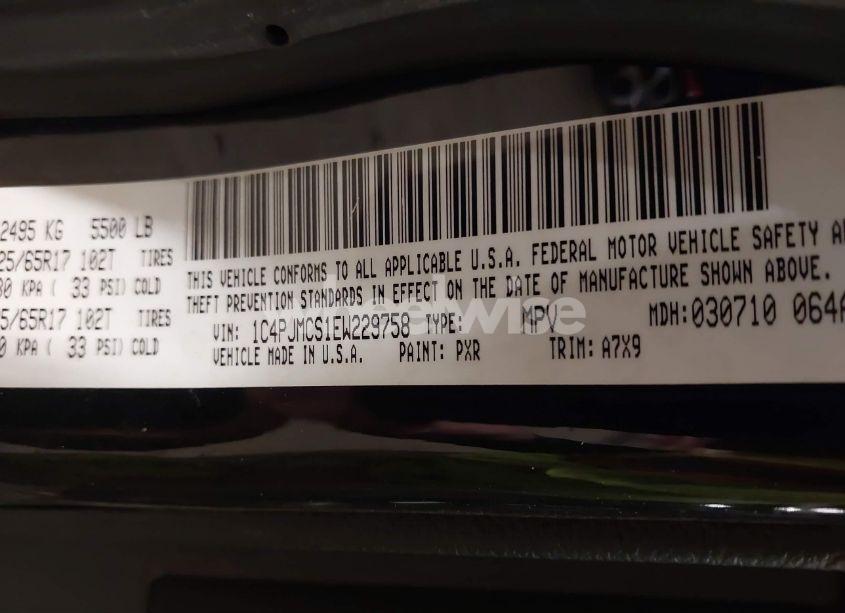 2495 KG 5500 LB
25/65R17 102T TIRES
KPA ( 33 PSI) COLD
5/65R17 102T TIRES
KPA ( 33 PSI) COLD
THIS VEHICLE CONFORMS TO ALL APPLICABLE U.S.A. FEDERAL MOTOR VEHICLE SAFETY
THEFT PREVENTION STANDARDS IN EFFECT ON THE DATE OF MANUFACTURE SHOWN ABOVE.
VIN: 1C4PJMCS1EW229758 TYPE: MPV MDH:030710 064
VEHICLE MADE IN U.S.A. PAINT: PXR TRIM: A7X9
wheelwise